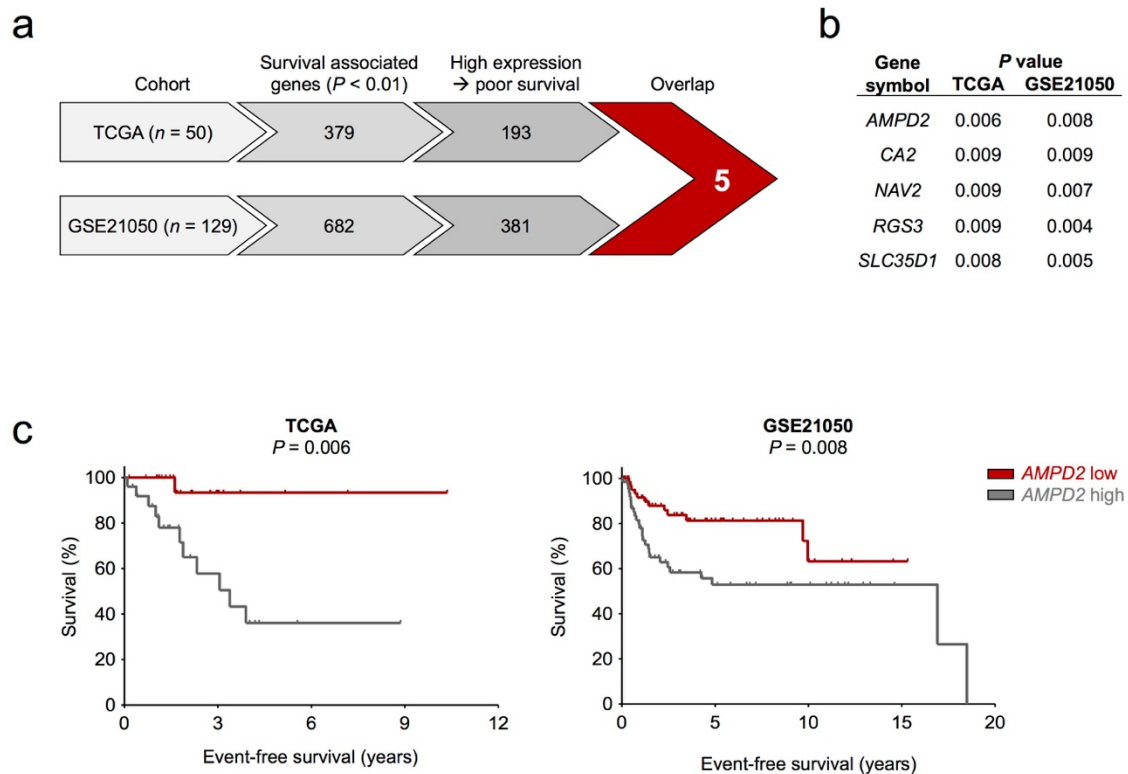 a
Cohort
Survival associated
genes (P < 0.01)
High expression
→ poor survival
Overlap
TCGA (n = 50)
379
193
5
GSE21050 (n = 129)
682
381
b
Gene
symbol
P value
TCGA GSE21050
AMPD2 0.006 0.008
CA2 0.009 0.009
NAV2 0.009 0.007
RGS3 0.009 0.004
SLC35D1 0.008 0.005
c
TCGA
P = 0.006
100
80
60
40
20
0
Survival (%)
0 3 6 9 12
Event-free survival (years)
GSE21050
P = 0.008
100
80
60
40
20
0
Survival (%)
0 5 10 15 20
Event-free survival (years)
AMPD2 low
AMPD2 high